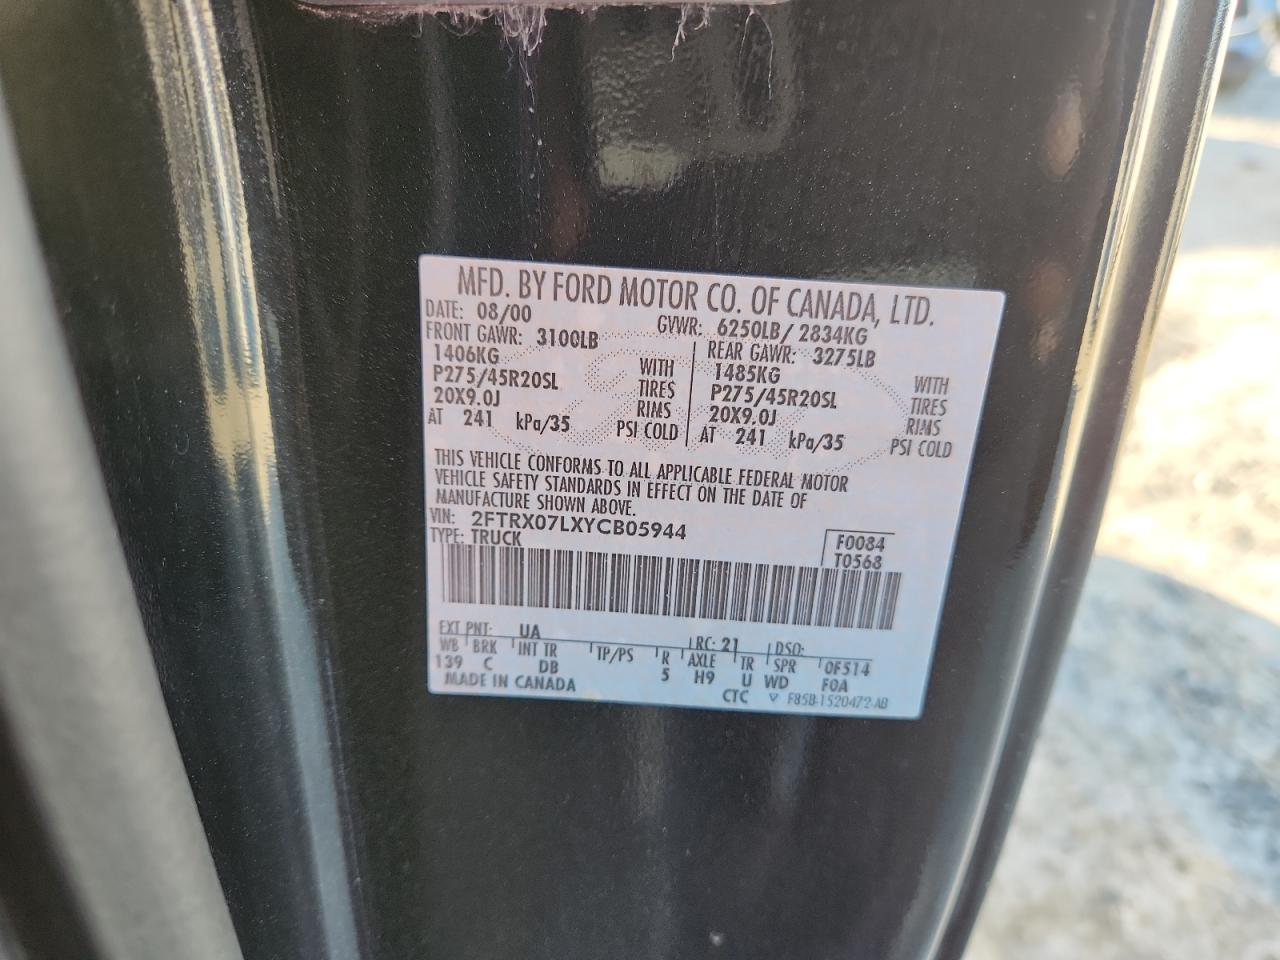 MFD. BY FORD MOTOR CO. OF CANADA, LTD.
DATE: 08/00 GVWR: 6250LB/ 2834KG
FRONT GAWR: 3100LB REAR GAWR: 3275LB
1406KG WITH 1485KG WITH
P275/45R20SL TIRES P275/45R20SL TIRES
20X9.0J RIMS 20X9.0J RIMS
AT 241 kPa/35 PSI COLD AT 241 kPa/35 PSI COLD
THIS VEHICLE CONFORMS TO ALL APPLICABLE FEDERAL MOTOR
VEHICLE SAFETY STANDARDS IN EFFECT ON THE DATE OF
MANUFACTURE SHOWN ABOVE.
VIN: 2FTRX07LXYCB05944
TYPE: TRUCK F0084
T0568
EXT PNT: UA RC: 21 DSO:
WB BRK INT TR TP/PS R AXLE TR SPR 0F514
139 C DB 5 H9 U WD FOA
MADE IN CANADA CTC F85B-1520472-AB